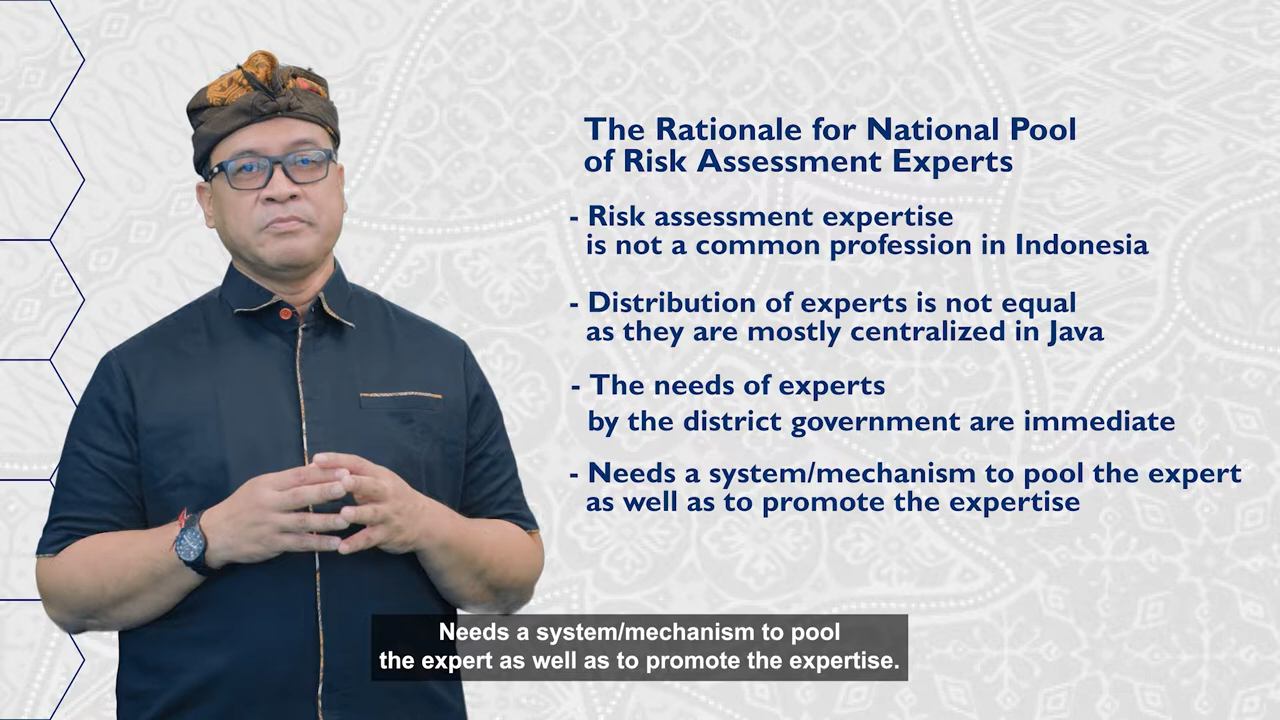 The Rationale for National Pool
of Risk Assessment Experts
- Risk assessment expertise
is not a common profession in Indonesia
- Distribution of experts is not equal
as they are mostly centralized in Java
- The needs of experts
by the district government are immediate
- Needs a system/mechanism to pool the expert
as well as to promote the expertise
Needs a system/mechanism to pool
the expert as well as to promote the expertise.